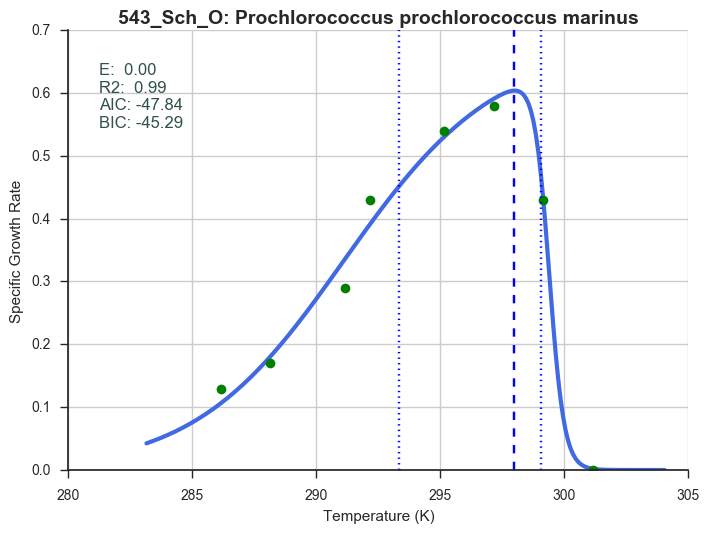 543_Sch_O: Prochlorococcus prochlorococcus marinus
E:  0.00
R2:  0.99
AIC: -47.84
BIC: -45.29
Specific Growth Rate
0.7
0.6
0.5
0.4
0.3
0.2
0.1
0.0
280 285 290 295 300 305
Temperature (K)